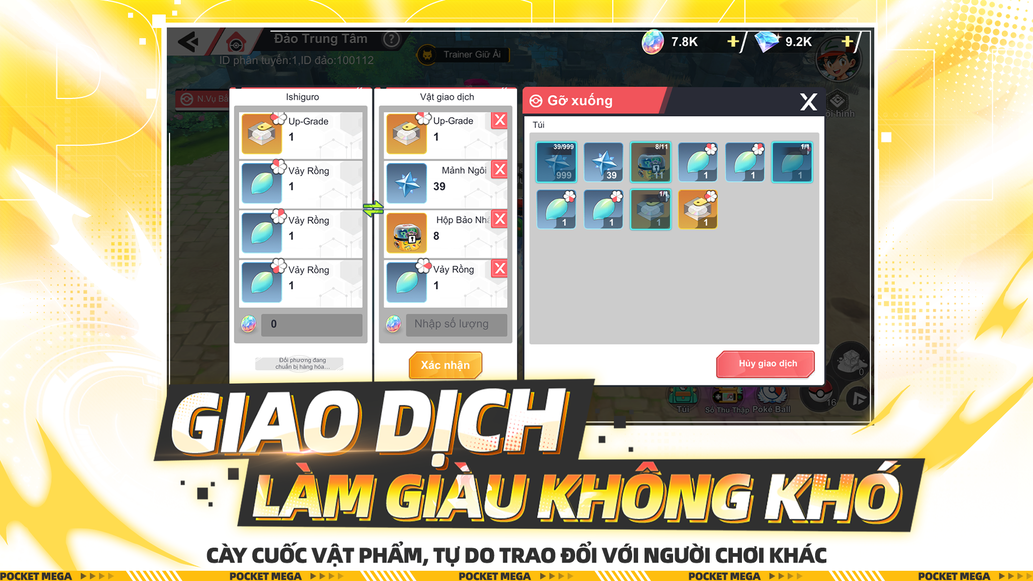 Đảo Trung Tâm ?
7.8K
9.2K
ID phân tuyến:1,ID đảo:100112
Trainer Giữ Ải
Ishiguro
Vật giao dịch
Gỡ xuống
X
Túi
Up-Grade
1
Vảy Rồng
1
Vảy Rồng
1
Vảy Rồng
1
0
Đối phương đang
chuẩn bị hàng hóa...
Up-Grade
1
X
Mảnh Ngôi
39
X
Hộp Báo
8
X
Vảy Rồng
1
X
Nhập số lượng
Xác nhận
39/999
999
39
8/11
11
1
1
1/1
1
1
1
1/1
1
1
Hủy giao dịch
Túi
Sổ Thu Thập
Poke Ball
16
0
GIAO DỊCH
LÀM GIÀU KHÔNG KHÓ
CÀY CUỐC VẬT PHẨM, TỰ DO TRAO ĐỔI VỚI NGƯỜI CHƠI KHÁC
POCKET MEGA POCKET MEGA POCKET MEGA POCKET MEGA POCKET MEGA